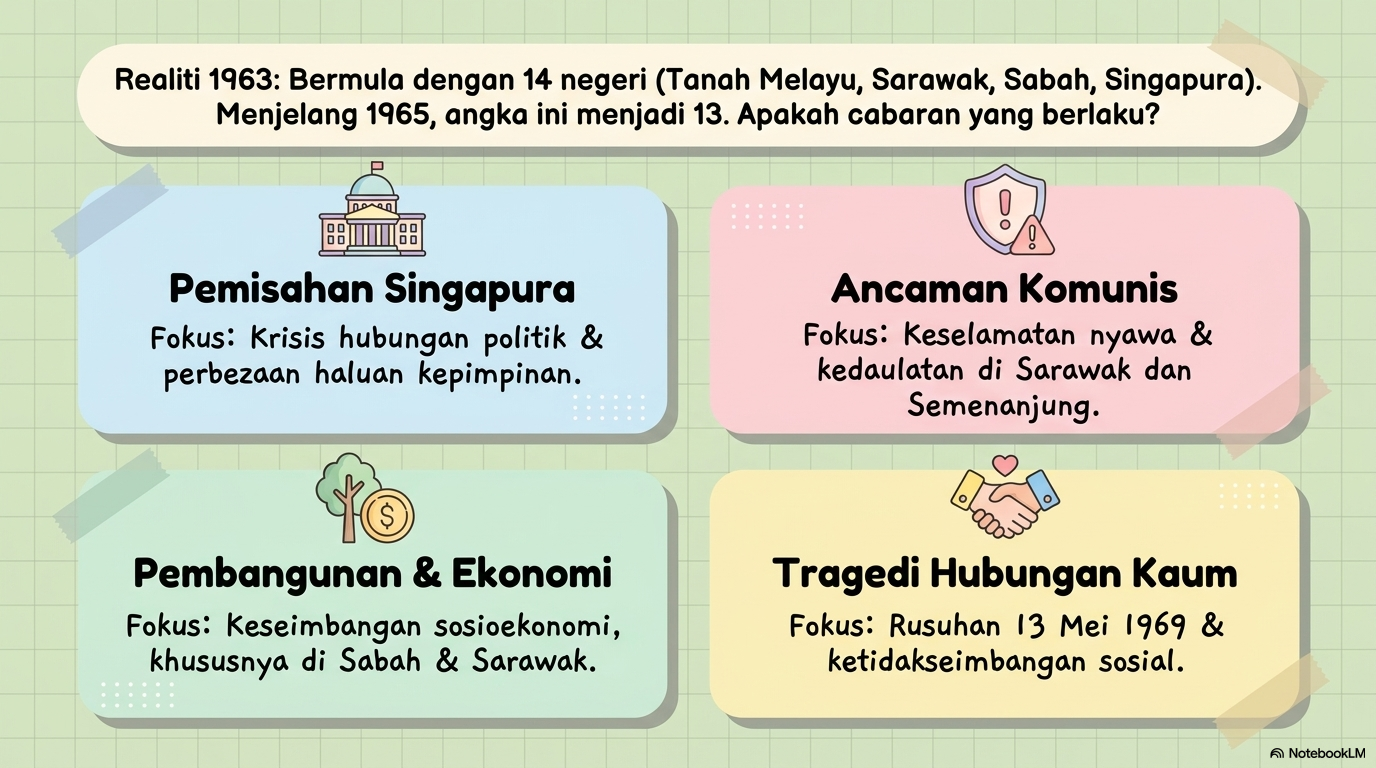 Realiti 1963: Bermula dengan 14 negeri (Tanah Melayu, Sarawak, Sabah, Singapura).
Menjelang 1965, angka ini menjadi 13. Apakah cabaran yang berlaku?
Pemisahan Singapura
Fokus: Krisis hubungan politik &
perbezaan haluan kepimpinan.
Ancaman Komunis
Fokus: Keselamatan nyawa &
kedaulatan di Sarawak dan
Semenanjung.
Pembangunan & Ekonomi
Fokus: Keseimbangan sosioekonomi,
khususnya di Sabah & Sarawak.
Tragedi Hubungan Kaum
Fokus: Rusuhan 13 Mei 1969 &
ketidakseimbangan sosial.
NotebookLM